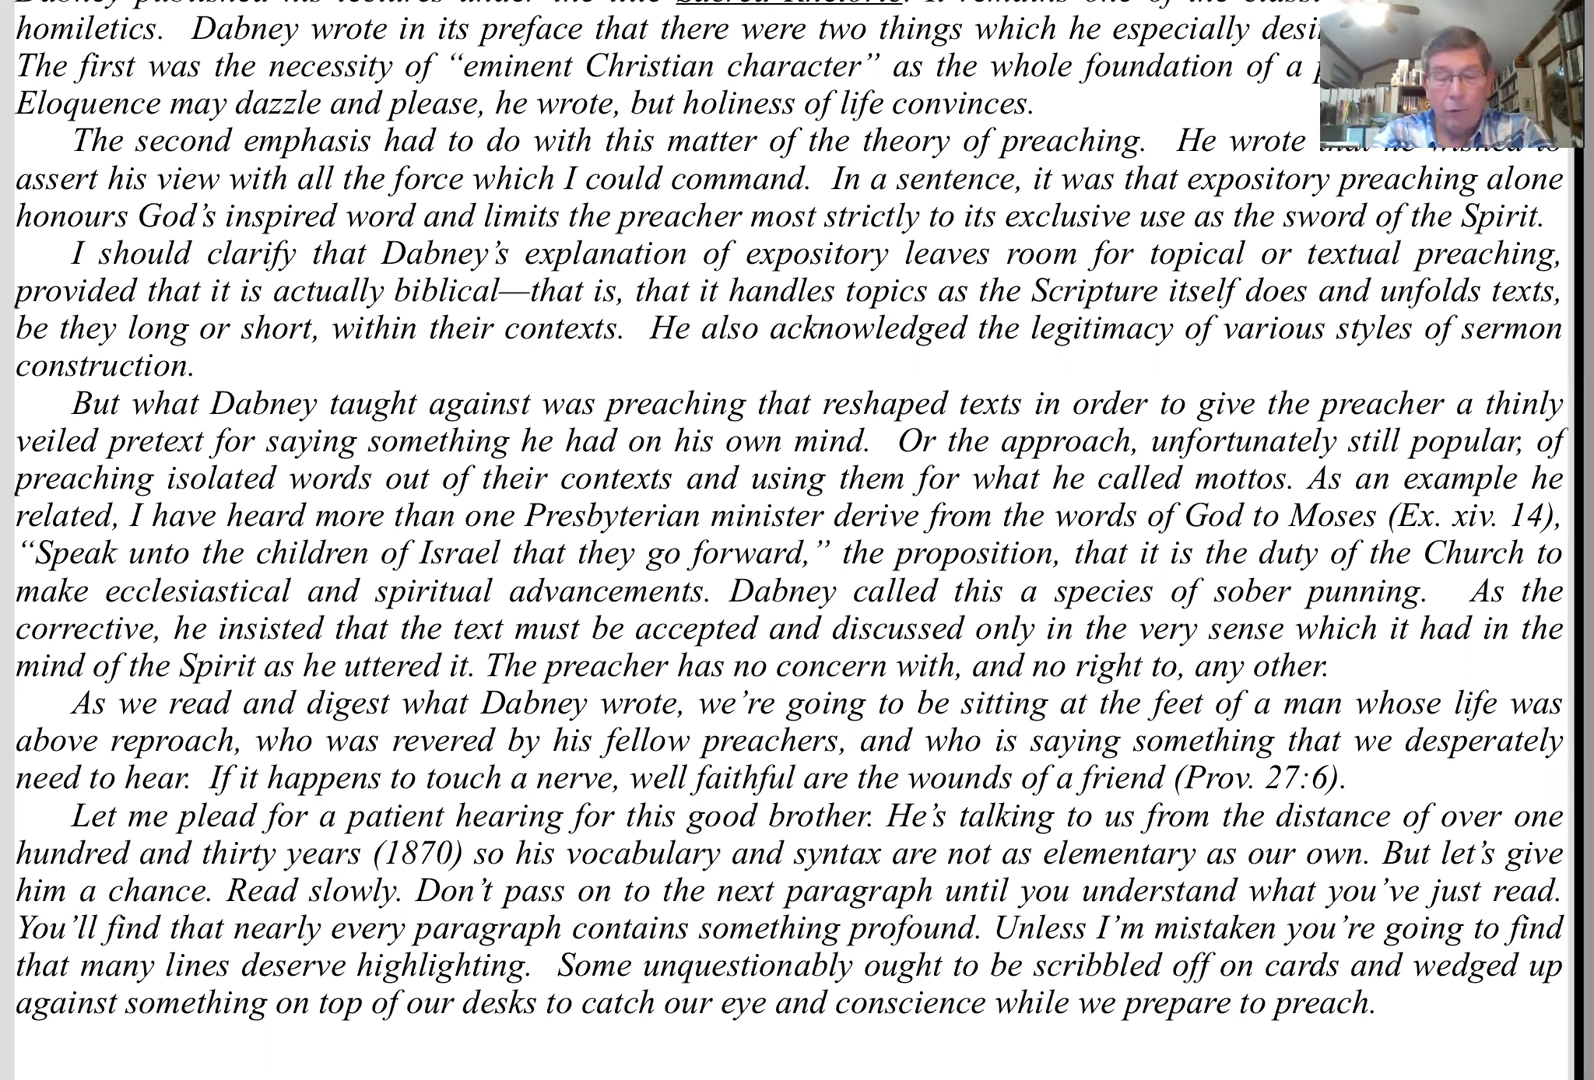 Dabney published his lectures under the title Sacred Rhetoric. It remains one of the
homiletics. Dabney wrote in its preface that there were two things which he especially
The first was the necessity of “eminent Christian character” as the whole foundation of a
Eloquence may dazzle and please, he wrote, but holiness of life convinces.
The second emphasis had to do with this matter of the theory of preaching. He wrote that he wished to
assert his view with all the force which I could command. In a sentence, it was that expository preaching alone
honours God’s inspired word and limits the preacher most strictly to its exclusive use as the sword of the Spirit.
I should clarify that Dabney’s explanation of expository leaves room for topical or textual preaching,
provided that it is actually biblical—that is, that it handles topics as the Scripture itself does and unfolds texts,
be they long or short, within their contexts. He also acknowledged the legitimacy of various styles of sermon
construction.
But what Dabney taught against was preaching that reshaped texts in order to give the preacher a thinly
veiled pretext for saying something he had on his own mind. Or the approach, unfortunately still popular, of
preaching isolated words out of their contexts and using them for what he called mottos. As an example he
related, I have heard more than one Presbyterian minister derive from the words of God to Moses (Ex. xiv. 14),
“Speak unto the children of Israel that they go forward,” the proposition, that it is the duty of the Church to
make ecclesiastical and spiritual advancements. Dabney called this a species of sober punning. As the
corrective, he insisted that the text must be accepted and discussed only in the very sense which it had in the
mind of the Spirit as he uttered it. The preacher has no concern with, and no right to, any other.
As we read and digest what Dabney wrote, we’re going to be sitting at the feet of a man whose life was
above reproach, who was revered by his fellow preachers, and who is saying something that we desperately
need to hear. If it happens to touch a nerve, well faithful are the wounds of a friend (Prov. 27:6).
Let me plead for a patient hearing for this good brother. He’s talking to us from the distance of over one
hundred and thirty years (1870) so his vocabulary and syntax are not as elementary as our own. But let’s give
him a chance. Read slowly. Don’t pass on to the next paragraph until you understand what you’ve just read.
You’ll find that nearly every paragraph contains something profound. Unless I’m mistaken you’re going to find
that many lines deserve highlighting. Some unquestionably ought to be scribbled off on cards and wedged up
against something on top of our desks to catch our eye and conscience while we prepare to preach.